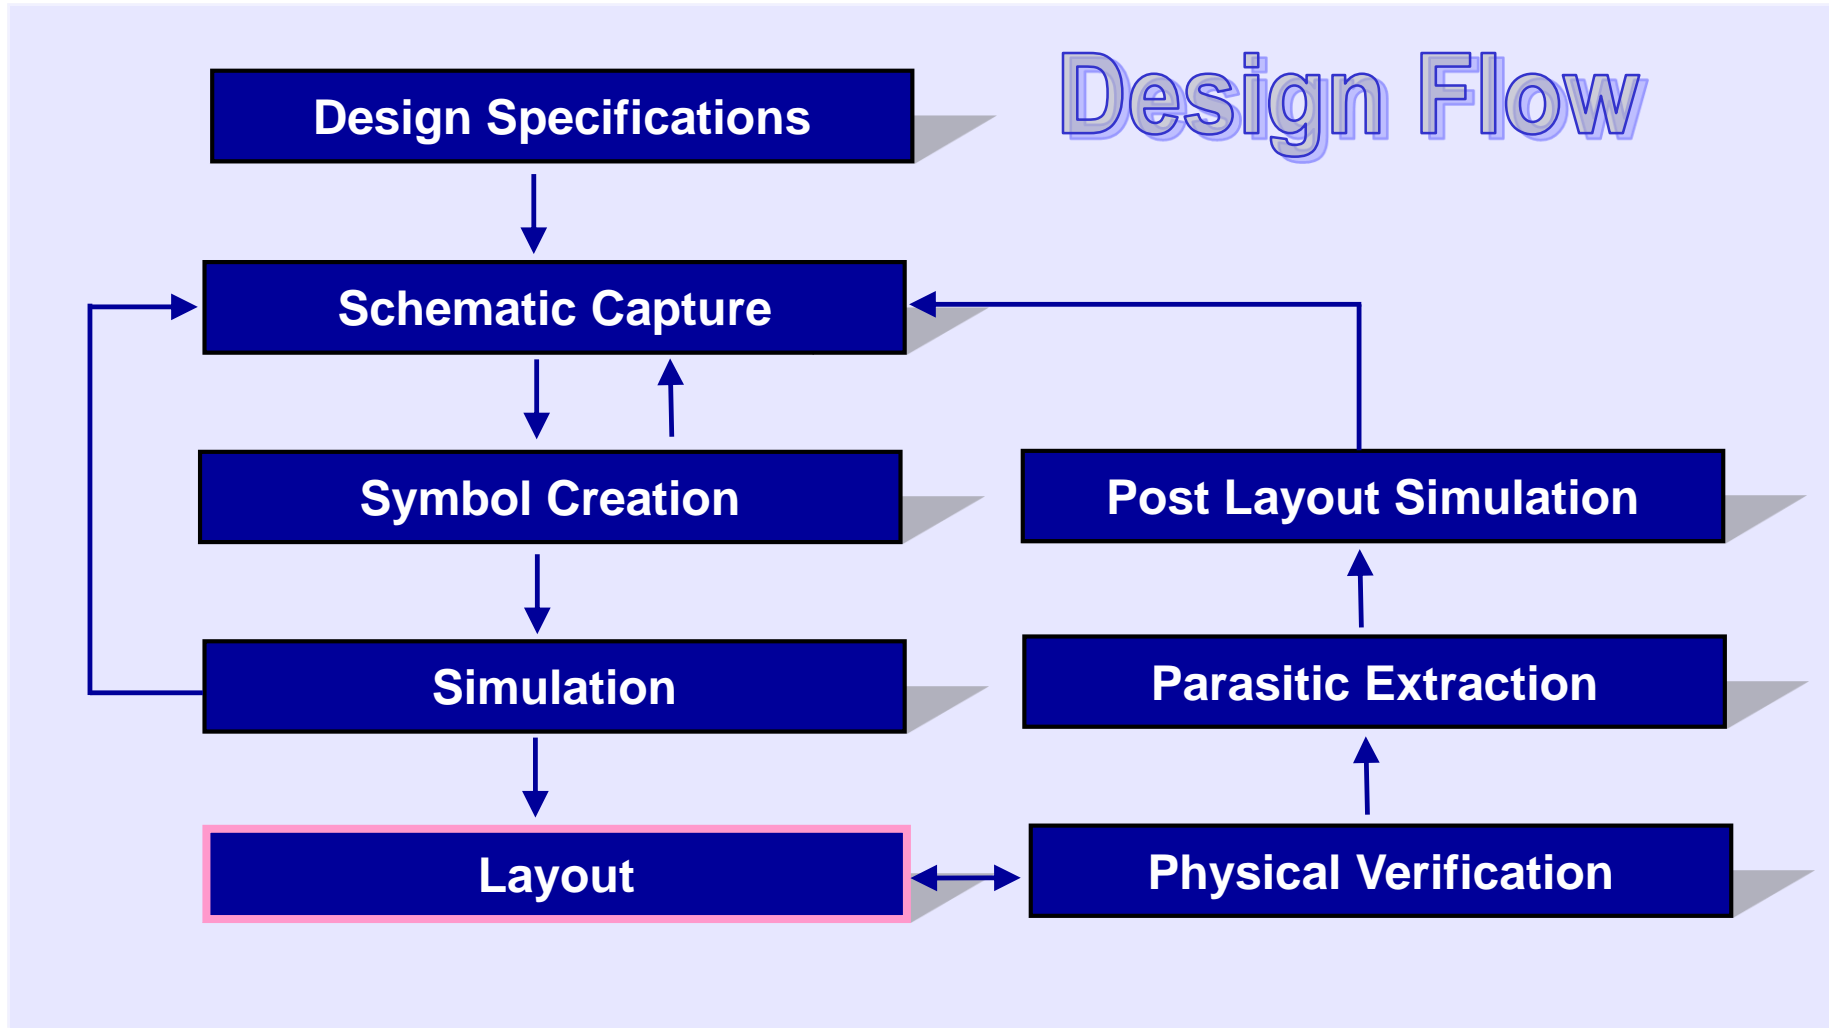 Design Flow
Design Specifications
Schematic Capture
Symbol Creation
Simulation
Layout
Post Layout Simulation
Parasitic Extraction
Physical Verification